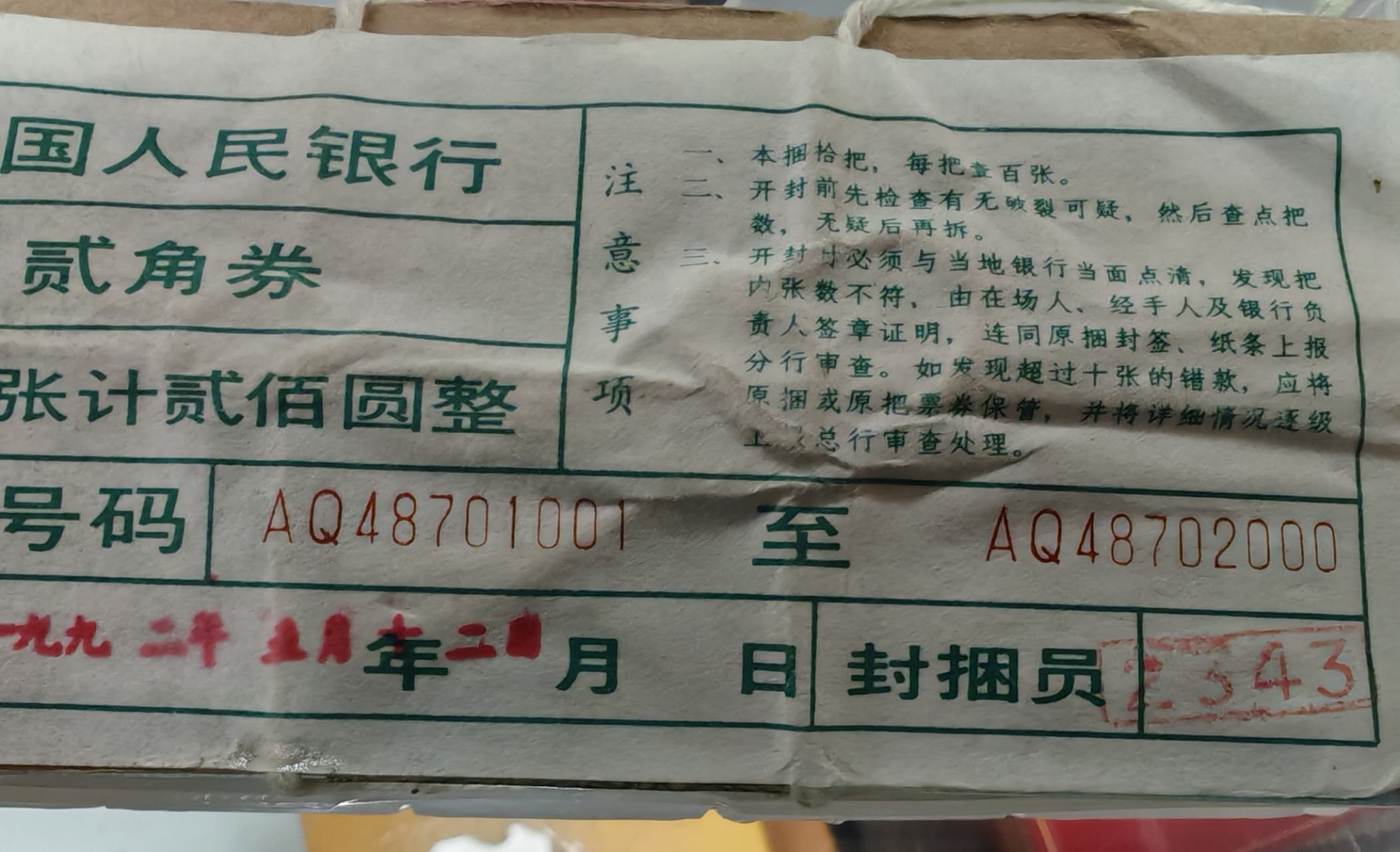 国人民银行
贰角券
张计贰佰圆整
注意事项
一、本捆拾把，每把壹百张。
二、开封前先检查有无破裂可疑，然后查点把
数，无疑后再拆。
三、开封时必须与当地银行当面点清，发现把
内张数不符，由在场人、经手人及银行负
责人签章证明，连同原捆封签、纸条上报
分行审查。如发现超过十张的错款，应将
原捆或原把票券保管，并将详细情况逐级
上报总行审查处理。
号码 AQ48701001 至 AQ48702000
一九九二年五月十二日
年 月 日 封捆员 2343